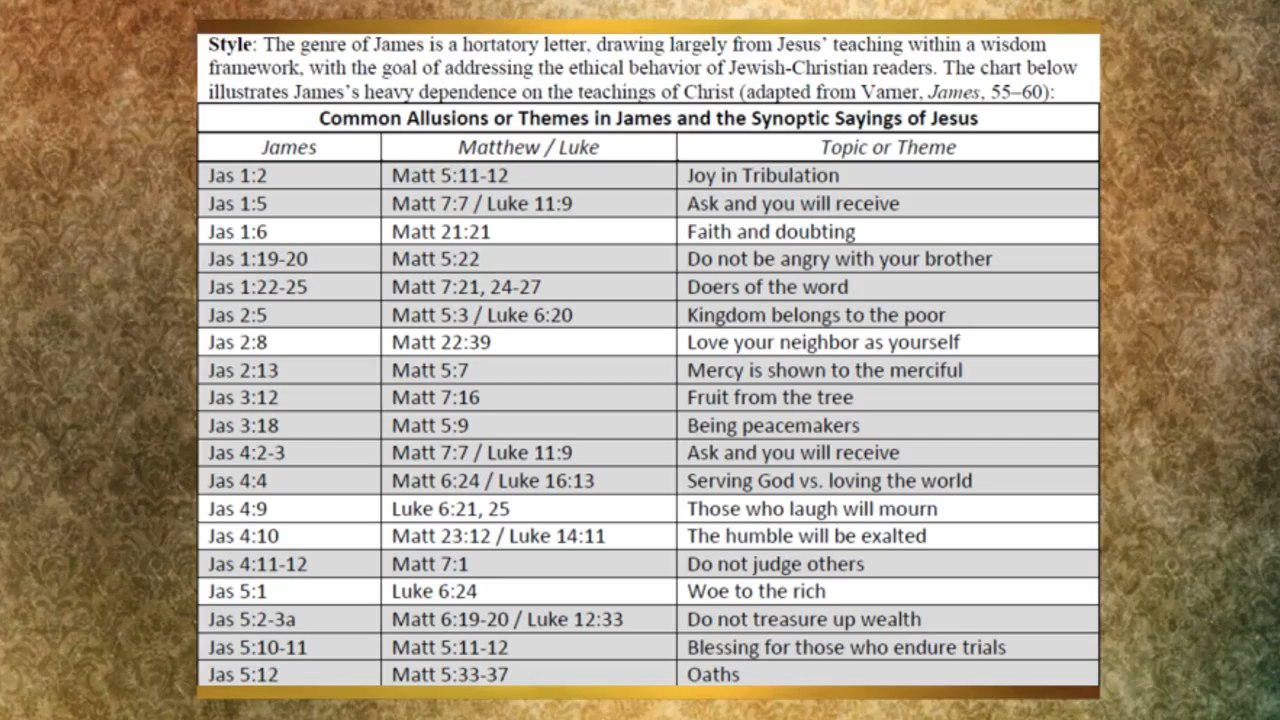 Style: The genre of James is a hortatory letter, drawing largely from Jesus' teaching within a wisdom
framework, with the goal of addressing the ethical behavior of Jewish-Christian readers. The chart below
illustrates James's heavy dependence on the teachings of Christ (adapted from Varner, James, 55–60):
Common Allusions or Themes in James and the Synoptic Sayings of Jesus
James Matthew / Luke Topic or Theme
Jas 1:2 Matt 5:11-12 Joy in Tribulation
Jas 1:5 Matt 7:7 / Luke 11:9 Ask and you will receive
Jas 1:6 Matt 21:21 Faith and doubting
Jas 1:19-20 Matt 5:22 Do not be angry with your brother
Jas 1:22-25 Matt 7:21, 24-27 Doers of the word
Jas 2:5 Matt 5:3 / Luke 6:20 Kingdom belongs to the poor
Jas 2:8 Matt 22:39 Love your neighbor as yourself
Jas 2:13 Matt 5:7 Mercy is shown to the merciful
Jas 3:12 Matt 7:16 Fruit from the tree
Jas 3:18 Matt 5:9 Being peacemakers
Jas 4:2-3 Matt 7:7 / Luke 11:9 Ask and you will receive
Jas 4:4 Matt 6:24 / Luke 16:13 Serving God vs. loving the world
Jas 4:9 Luke 6:21, 25 Those who laugh will mourn
Jas 4:10 Matt 23:12 / Luke 14:11 The humble will be exalted
Jas 4:11-12 Matt 7:1 Do not judge others
Jas 5:1 Luke 6:24 Woe to the rich
Jas 5:2-3a Matt 6:19-20 / Luke 12:33 Do not treasure up wealth
Jas 5:10-11 Matt 5:11-12 Blessing for those who endure trials
Jas 5:12 Matt 5:33-37 Oaths